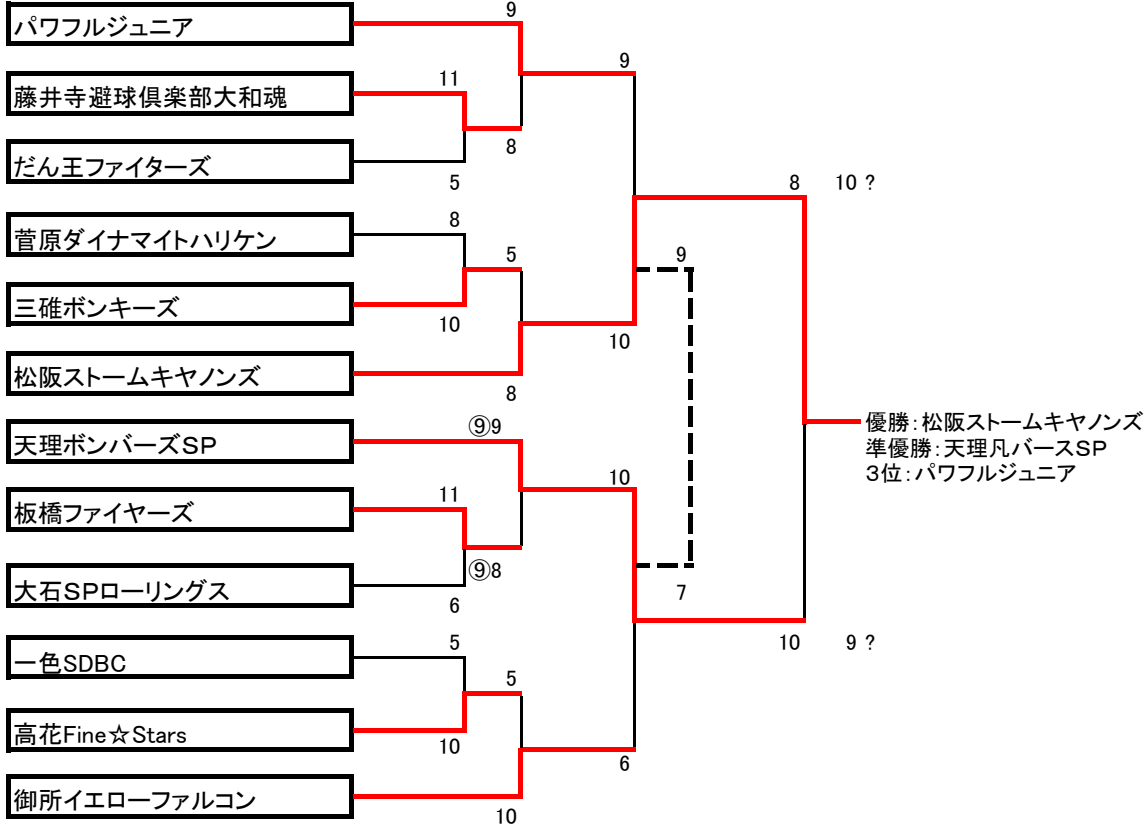 9
パワフルジュニア
9
11
藤井寺避球倶楽部大和魂
8
だん王ファイターズ
5
8 10 ?
8
菅原ダイナマイトハリケン
5
9
三碓ボンキーズ
10
10
松阪ストームキヤノンズ
8
優勝：松阪ストームキヤノンズ
⑨9
天理ボンバーズSP
準優勝：天理凡バースSP
3位：パワフルジュニア
10
11
板橋ファイヤーズ
⑨8
大石SPローリングス
6
7
5
10 9 ?
一色SDBC
5
高花Fine☆Stars
10
6
御所イエローファルコン
10